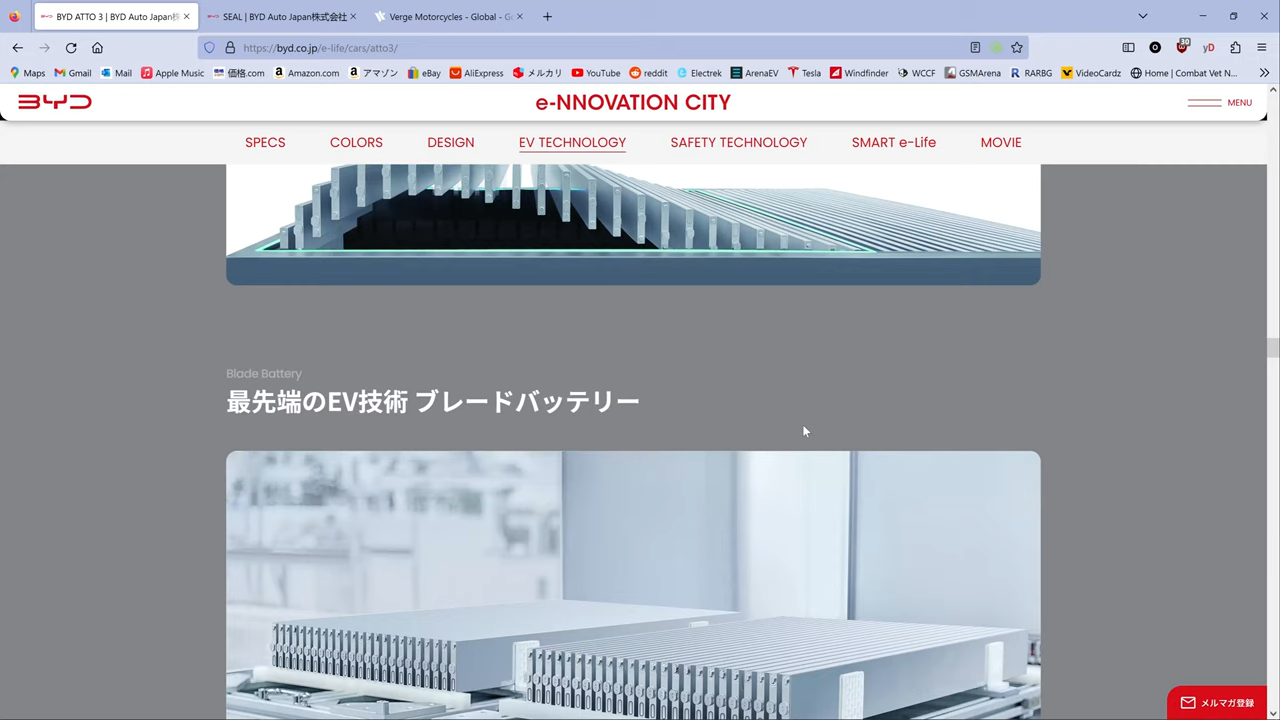 BYD ATTO 3 | BYD Auto Japan株
SEAL | BYD Auto Japan株式会社
Verge Motorcycles - Global - Gc
https://byd.co.jp/e-life/cars/atto3/
Maps Gmail Mail Apple Music 価格.com Amazon.com アマゾン eBay AliExpress メルカリ YouTube reddit Electrek ArenaEV Tesla Windfinder WCCF GSMArena RARBG VideoCardz Home | Combat Vet N...
BYD
e-NNOVATION CITY
MENU
SPECS COLORS DESIGN EV TECHNOLOGY SAFETY TECHNOLOGY SMART e-Life MOVIE
Blade Battery
最先端のEV技術 ブレードバッテリー
メルマガ登録